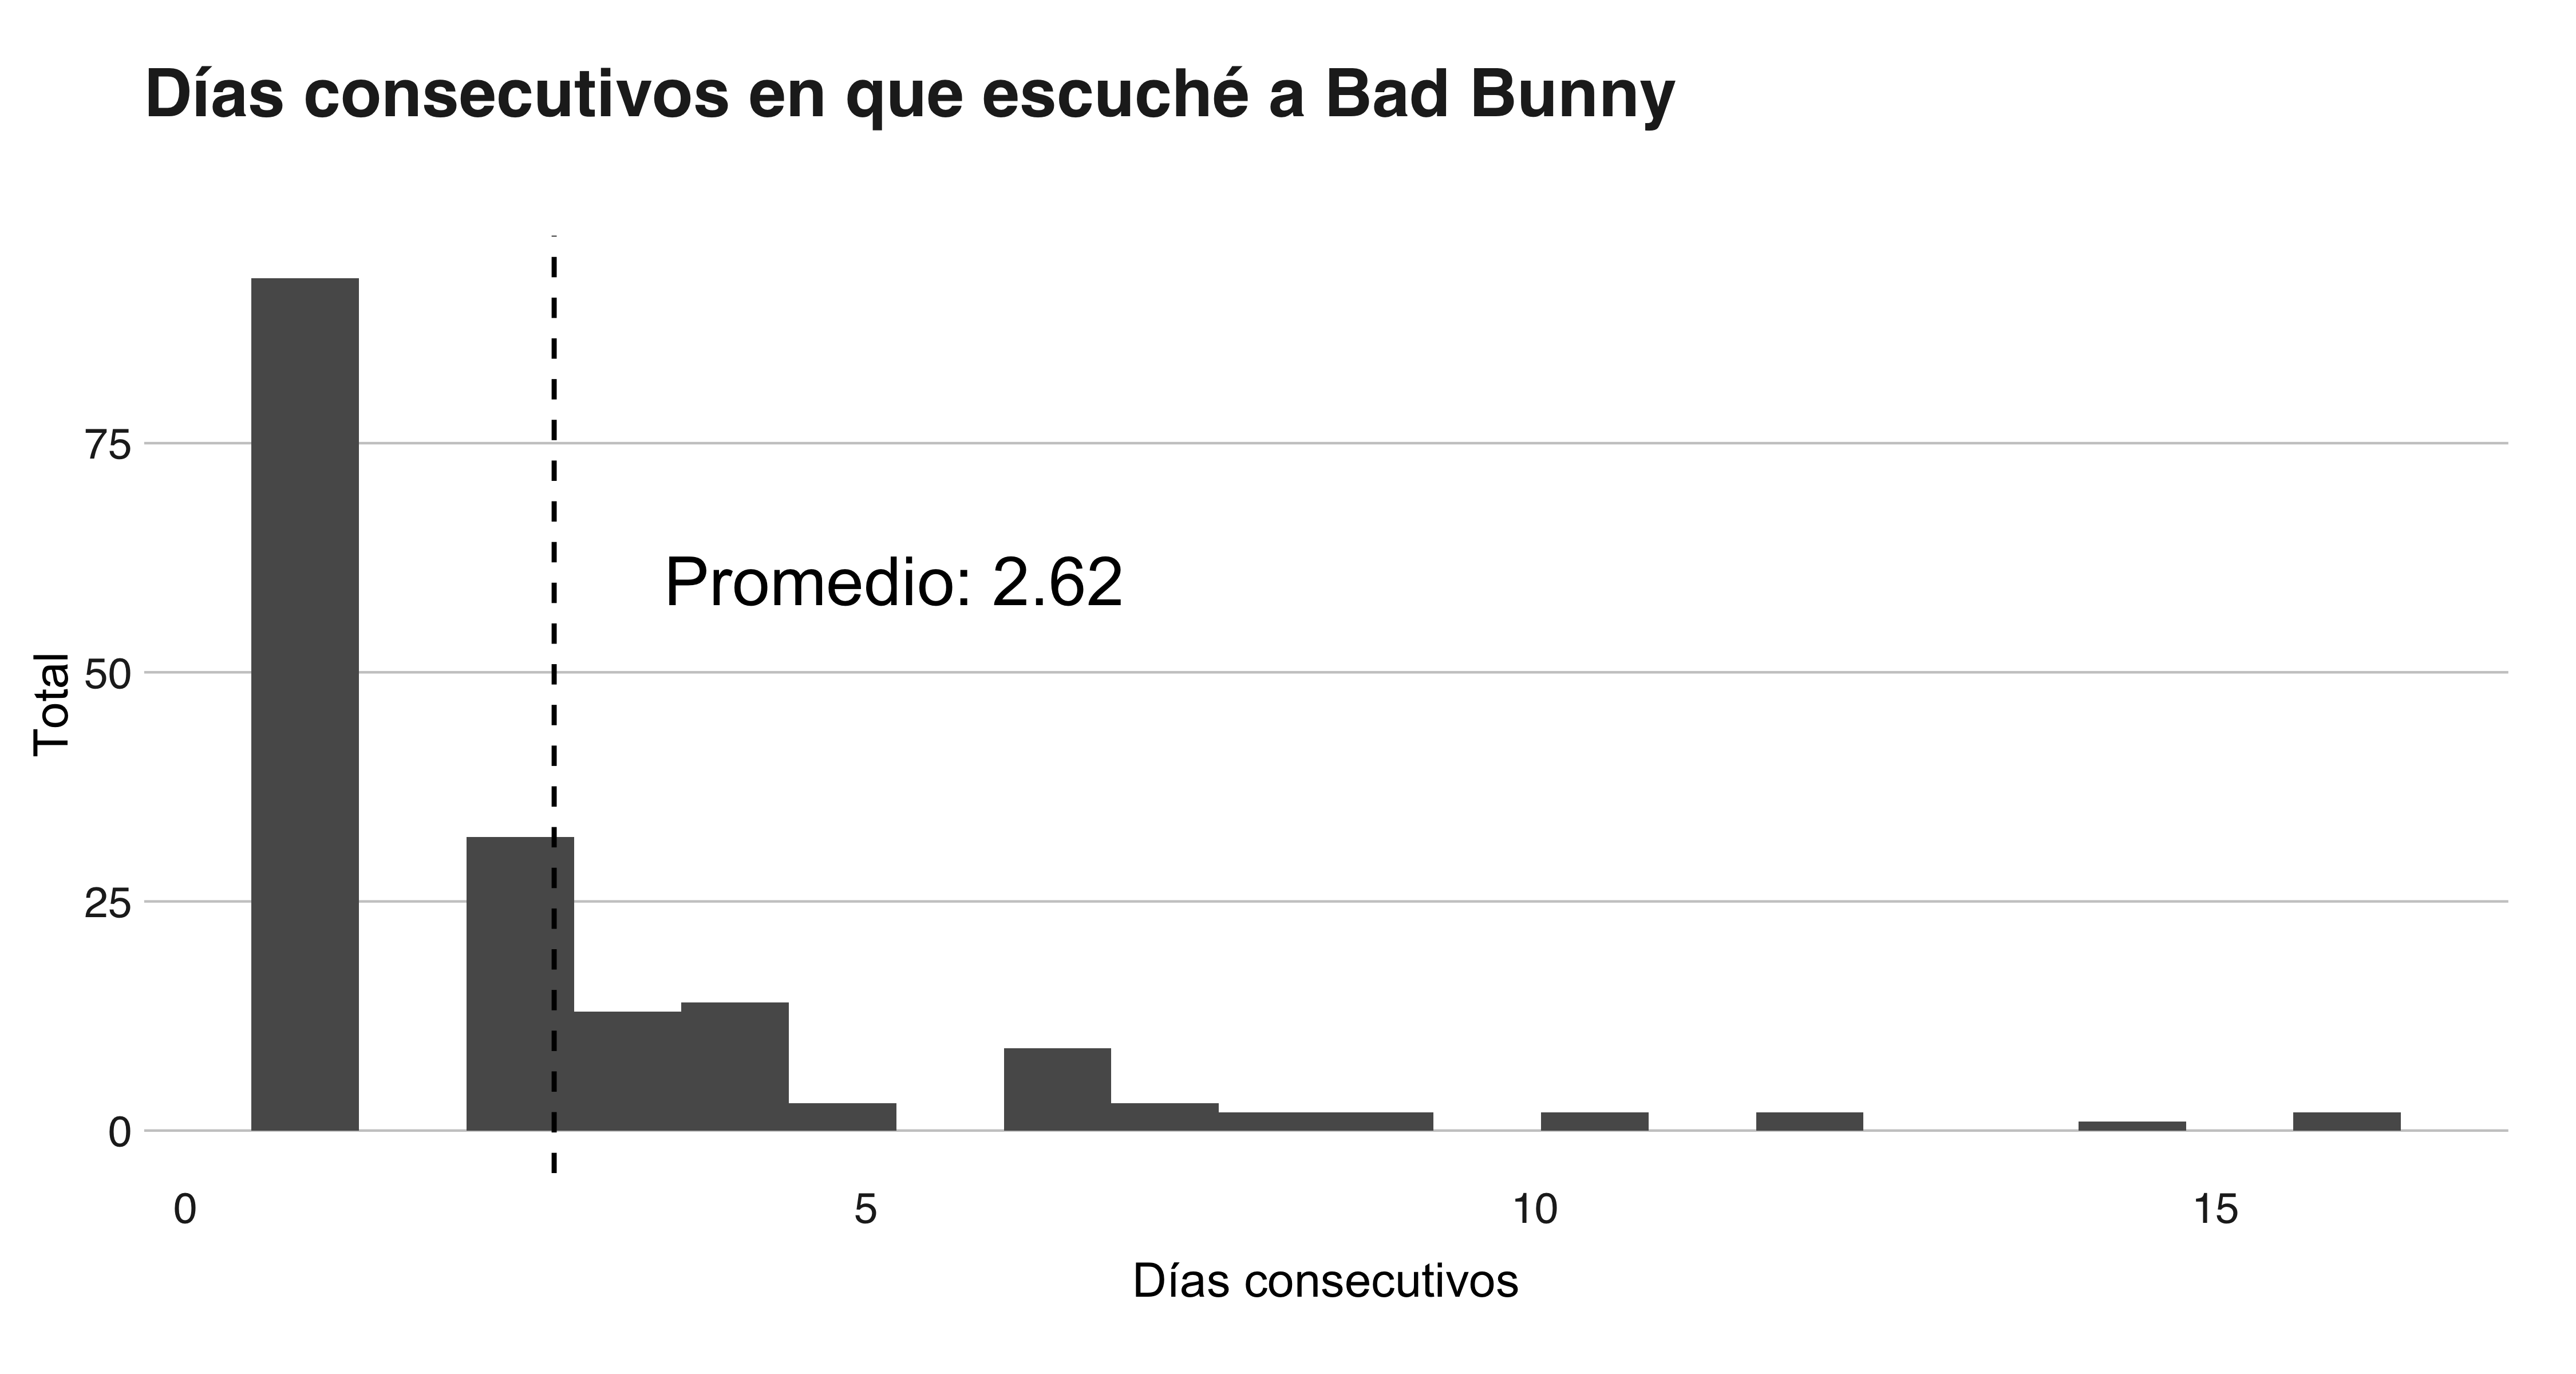 Días consecutivos en que escuché a Bad Bunny
75
Promedio: 2.62
Total
50
25
0
0 5 10 15
Días consecutivos